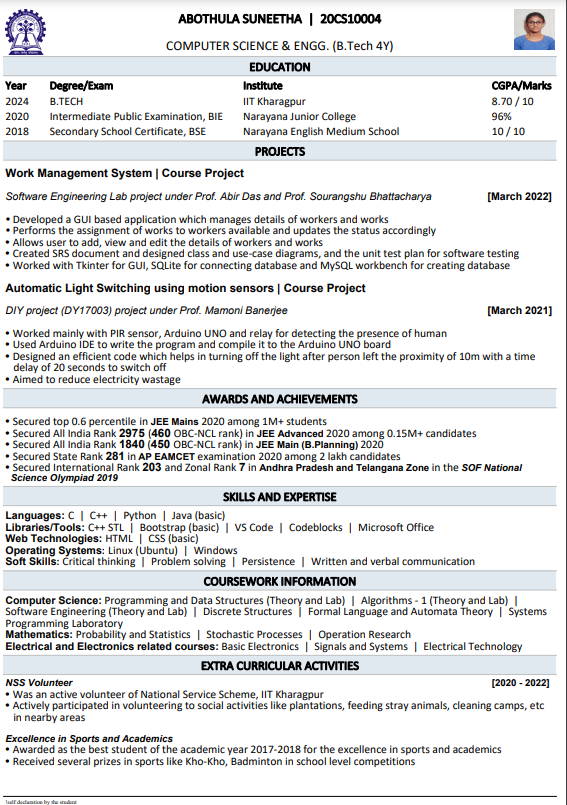 ABOTHULA SUNEETHA | 20CS10004
COMPUTER SCIENCE & ENGG. (B.Tech 4Y)
EDUCATION
Year Degree/Exam Institute CGPA/Marks
2024 B.TECH IIT Kharagpur 8.70 / 10
2020 Intermediate Public Examination, BIE Narayana Junior College 96%
2018 Secondary School Certificate, BSE Narayana English Medium School 10 / 10
PROJECTS
Work Management System | Course Project
Software Engineering Lab project under Prof. Abir Das and Prof. Sourangshu Bhattacharya [March 2022]
• Developed a GUI based application which manages details of workers and works
• Performs the assignment of works to workers available and updates the status accordingly
• Allows user to add, view and edit the details of workers and works
• Created SRS document and designed class and use-case diagrams, and the unit test plan for software testing
• Worked with Tkinter for GUI, SQLite for connecting database and MySQL workbench for creating database
Automatic Light Switching using motion sensors | Course Project
DIY project (DY17003) project under Prof. Mamoni Banerjee [March 2021]
• Worked mainly with PIR sensor, Arduino UNO and relay for detecting the presence of human
• Used Arduino IDE to write the program and compile it to the Arduino UNO board
• Designed an efficient code which helps in turning off the light after person left the proximity of 10m with a time
delay of 20 seconds to switch off
• Aimed to reduce electricity wastage
AWARDS AND ACHIEVEMENTS
• Secured top 0.6 percentile in JEE Mains 2020 among 1M+ students
• Secured All India Rank 2975 (460 OBC-NCL rank) in JEE Advanced 2020 among 0.15M+ candidates
• Secured All India Rank 1840 (450 OBC-NCL rank) in JEE Main (B.Planning) 2020
• Secured State Rank 281 in AP EAMCET examination 2020 among 2 lakh candidates
• Secured International Rank 203 and Zonal Rank 7 in Andhra Pradesh and Telangana Zone in the SOF National
Science Olympiad 2019
SKILLS AND EXPERTISE
Languages: C | C++ | Python | Java (basic)
Libraries/Tools: C++ STL | Bootstrap (basic) | VS Code | Codeblocks | Microsoft Office
Web Technologies: HTML | CSS (basic)
Operating Systems: Linux (Ubuntu) | Windows
Soft Skills: Critical thinking | Problem solving | Persistence | Written and verbal communication
COURSEWORK INFORMATION
Computer Science: Programming and Data Structures (Theory and Lab) | Algorithms - 1 (Theory and Lab) |
Software Engineering (Theory and Lab) | Discrete Structures | Formal Language and Automata Theory | Systems
Programming Laboratory
Mathematics: Probability and Statistics | Stochastic Processes | Operation Research
Electrical and Electronics related courses: Basic Electronics | Signals and Systems | Electrical Technology
EXTRA CURRICULAR ACTIVITIES
NSS Volunteer [2020 - 2022]
• Was an active volunteer of National Service Scheme, IIT Kharagpur
• Actively participated in volunteering to social activities like plantations, feeding stray animals, cleaning camps, etc
in nearby areas
Excellence in Sports and Academics
• Awarded as the best student of the academic year 2017-2018 for the excellence in sports and academics
• Received several prizes in sports like Kho-Kho, Badminton in school level competitions
!self declaration by the student